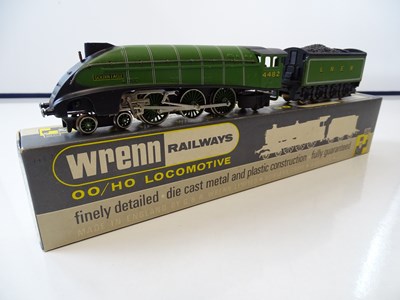 4482
L N E R
wrenn RAILWAYS
OO/HO LOCOMOTIVE
finely detailed · die cast metal and plastic construction · fully guaranteed